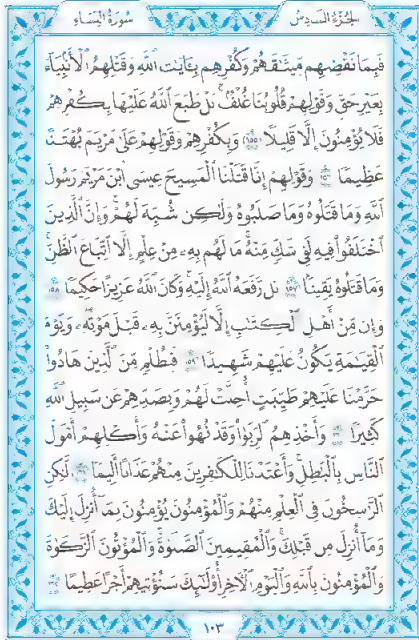 الجزء السادس سورة النساء
فَبِمَا نَقْضِهِم مِّيثَٰقَهُمْ وَكُفْرِهِم بِـَٔايَٰتِ ٱللَّهِ وَقَتْلِهِمُ ٱلْأَنۢبِيَآءَ
بِغَيْرِ حَقٍّ وَقَوْلِهِمْ قُلُوبُنَا غُلْفٌۢ ۚ بَلْ طَبَعَ ٱللَّهُ عَلَيْهَا بِكُفْرِهِمْ
فَلَا يُؤْمِنُونَ إِلَّا قَلِيلًا ١٥٥ وَبِكُفْرِهِمْ وَقَوْلِهِمْ عَلَىٰ مَرْيَمَ بُهْتَٰنًا
عَظِيمًا ١٥٦ وَقَوْلِهِمْ إِنَّا قَتَلْنَا ٱلْمَسِيحَ عِيسَى ٱبْنَ مَرْيَمَ رَسُولَ
ٱللَّهِ وَمَا قَتَلُوهُ وَمَا صَلَبُوهُ وَلَٰكِن شُبِّهَ لَهُمْ ۚ وَإِنَّ ٱلَّذِينَ
ٱخْتَلَفُوا۟ فِيهِ لَفِى شَكٍّ مِّنْهُ ۚ مَا لَهُم بِهِۦ مِنْ عِلْمٍ إِلَّا ٱتِّبَاعَ ٱلظَّنِّ ۚ
وَمَا قَتَلُوهُ يَقِينًۢا ١٥٧ بَل رَّفَعَهُ ٱللَّهُ إِلَيْهِ ۚ وَكَانَ ٱللَّهُ عَزِيزًا حَكِيمًا ١٥٨
وَإِن مِّنْ أَهْلِ ٱلْكِتَٰبِ إِلَّا لَيُؤْمِنَنَّ بِهِۦ قَبْلَ مَوْتِهِۦ ۖ وَيَوْمَ
ٱلْقِيَٰمَةِ يَكُونُ عَلَيْهِمْ شَهِيدًا ١٥٩ فَبِظُلْمٍ مِّنَ ٱلَّذِينَ هَادُوا۟
حَرَّمْنَا عَلَيْهِمْ طَيِّبَٰتٍ أُحِلَّتْ لَهُمْ وَبِصَدِّهِمْ عَن سَبِيلِ ٱللَّهِ
كَثِيرًا ١٦٠ وَأَخْذِهِمُ ٱلرِّبَوٰا۟ وَقَدْ نُهُوا۟ عَنْهُ وَأَكْلِهِمْ أَمْوَٰلَ
ٱلنَّاسِ بِٱلْبَٰطِلِ ۚ وَأَعْتَدْنَا لِلْكَٰفِرِينَ مِنْهُمْ عَذَابًا أَلِيمًا ١٦١ لَّٰكِنِ
ٱلرَّٰسِخُونَ فِى ٱلْعِلْمِ مِنْهُمْ وَٱلْمُؤْمِنُونَ يُؤْمِنُونَ بِمَآ أُنزِلَ إِلَيْكَ
وَمَآ أُنزِلَ مِن قَبْلِكَ ۚ وَٱلْمُقِيمِينَ ٱلصَّلَوٰةَ ۚ وَٱلْمُؤْتُونَ ٱلزَّكَوٰةَ
وَٱلْمُؤْمِنُونَ بِٱللَّهِ وَٱلْيَوْمِ ٱلْءَاخِرِ أُو۟لَٰٓئِكَ سَنُؤْتِيهِمْ أَجْرًا عَظِيمًا ١٦٢
١٠٣